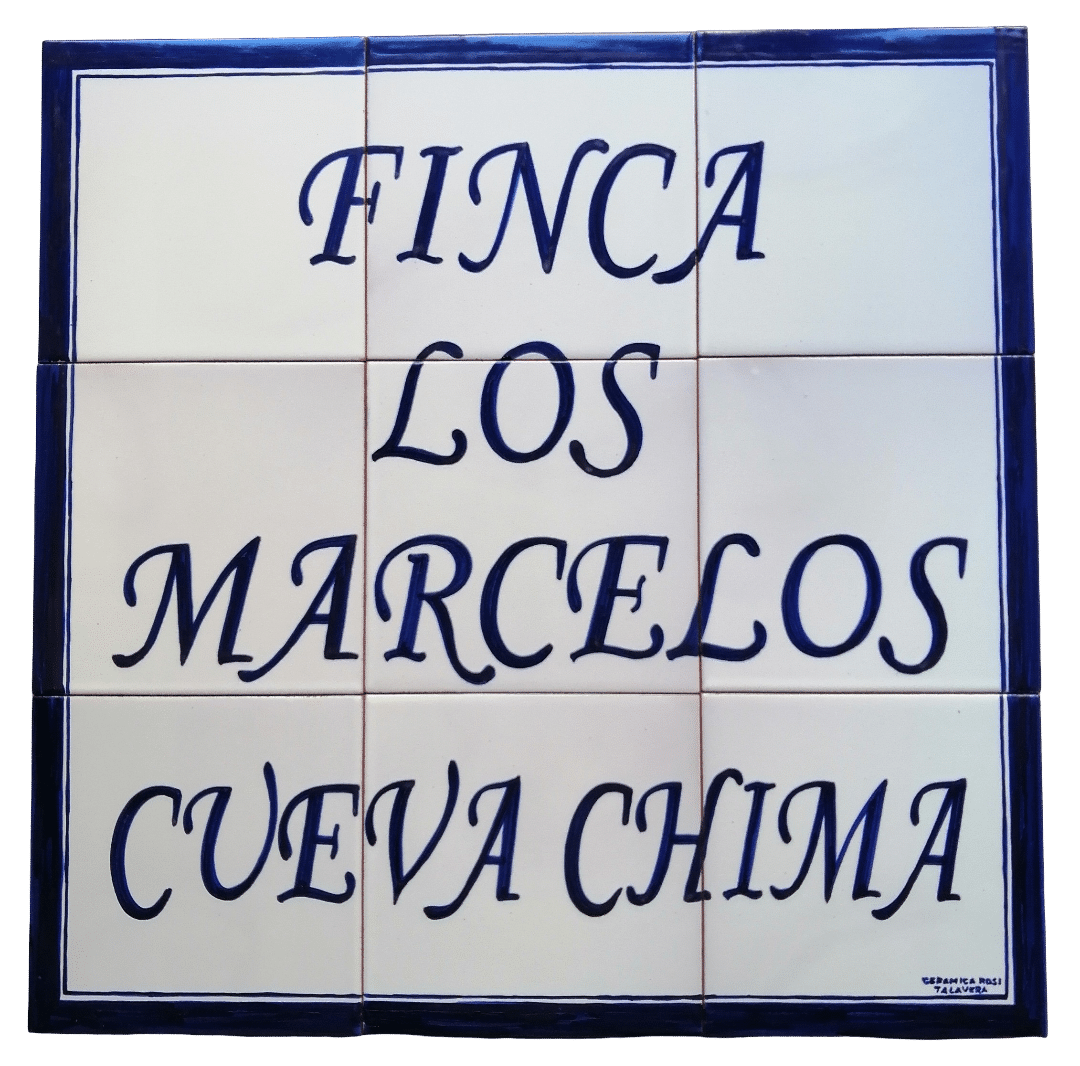 FINCA
LOS
MARCELOS
CUEVA CHIMA
CERAMICA ROSI
TALAVERA